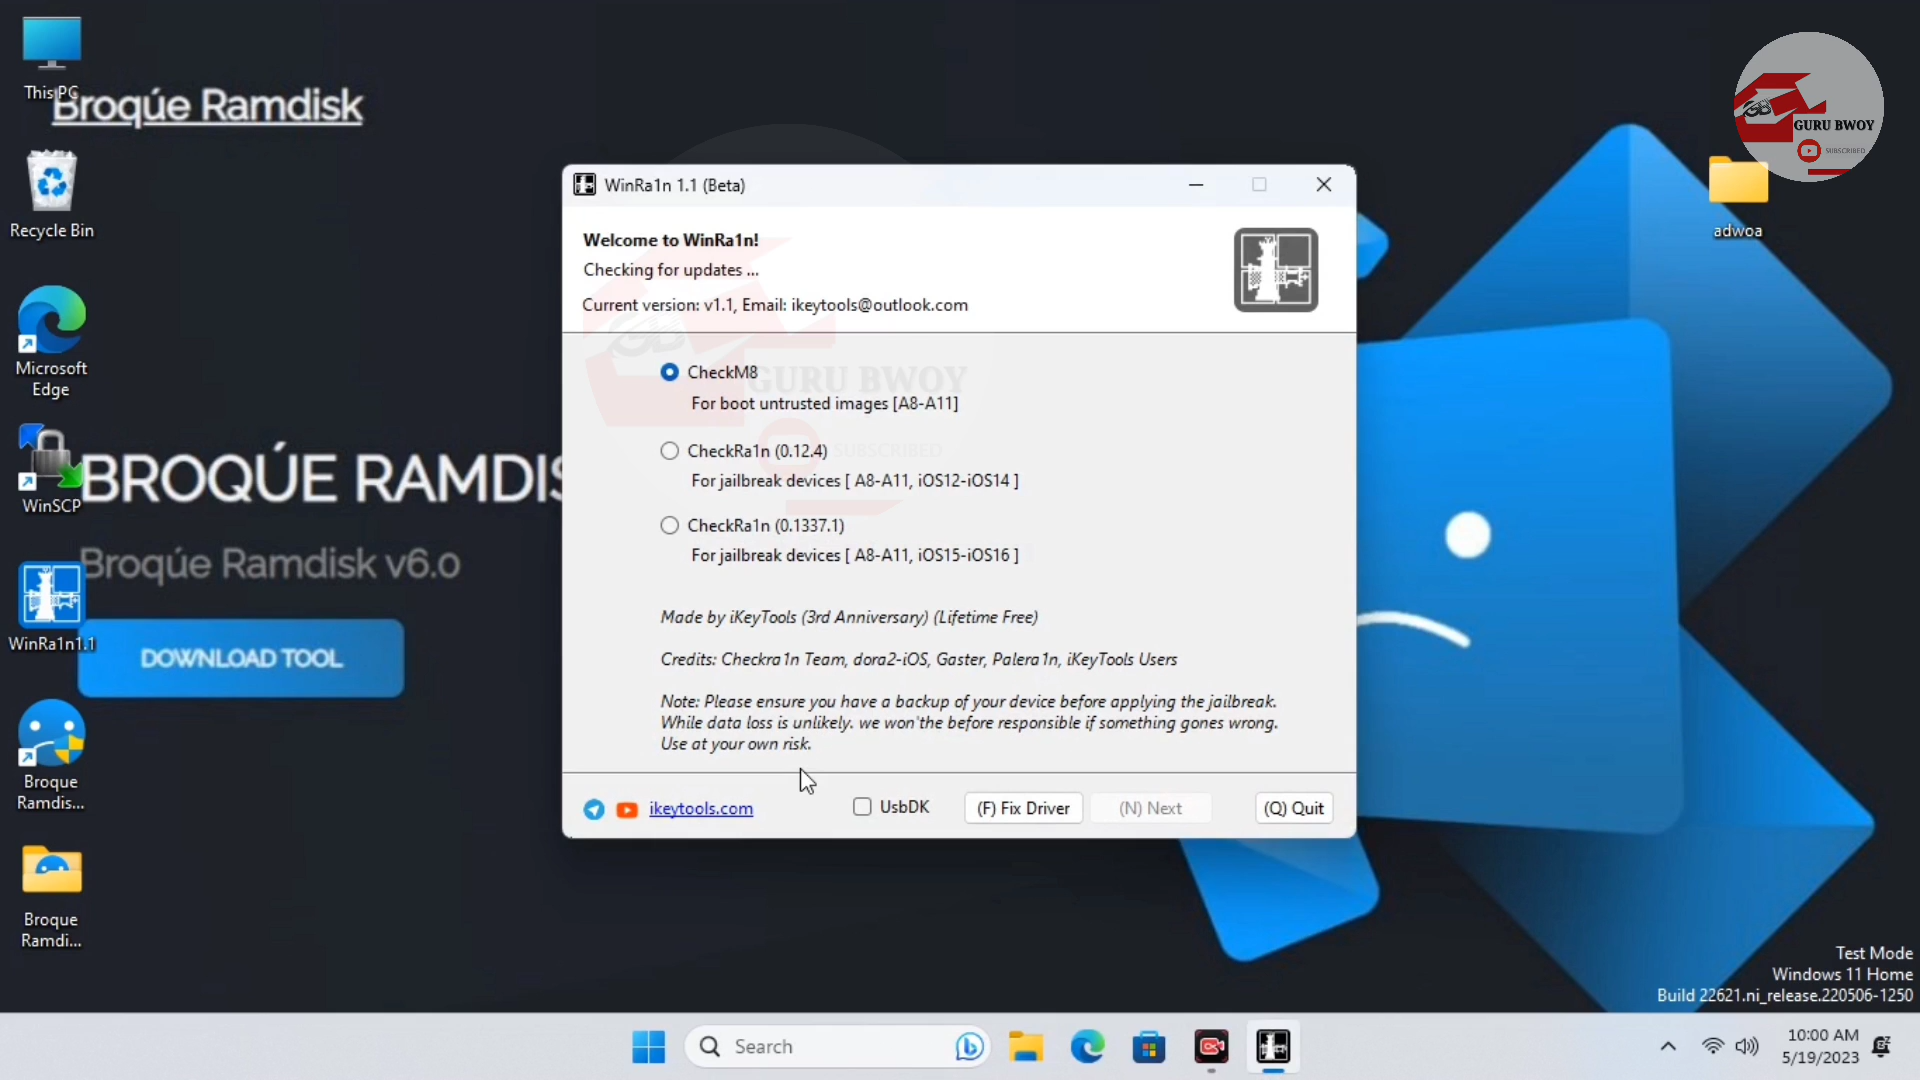 This PC
Broqúe Ramdisk
Recycle Bin
Microsoft
Edge
WinSCP
BROQÚE RAMDIS
Broqúe Ramdisk v6.0
WinRa1n1.1
DOWNLOAD TOOL
Broque
Ramdis...
Broque
Ramdi...
WinRa1n 1.1 (Beta)
Welcome to WinRa1n!
Checking for updates ...
Current version: v1.1, Email: ikeytools@outlook.com
CheckM8
For boot untrusted images [A8-A11]
GURU BWOY
CheckRa1n (0.12.4)
SUBSCRIBED
For jailbreak devices [ A8-A11, iOS12-iOS14 ]
CheckRa1n (0.1337.1)
For jailbreak devices [ A8-A11, iOS15-iOS16 ]
Made by iKeyTools (3rd Anniversary) (Lifetime Free)
Credits: Checkra1n Team, dora2-iOS, Gaster, Palera1n, iKeyTools Users
Note: Please ensure you have a backup of your device before applying the jailbreak.
While data loss is unlikely. we won'the before responsible if something gones wrong.
Use at your own risk.
ikeytools.com
UsbDK
(F) Fix Driver
(N) Next
(Q) Quit
GB
GURU BWOY
SUBSCRIBED
adwoa
Test Mode
Windows 11 Home
Build 22621.ni_release.220506-1250
Search
10:00 AM
5/19/2023